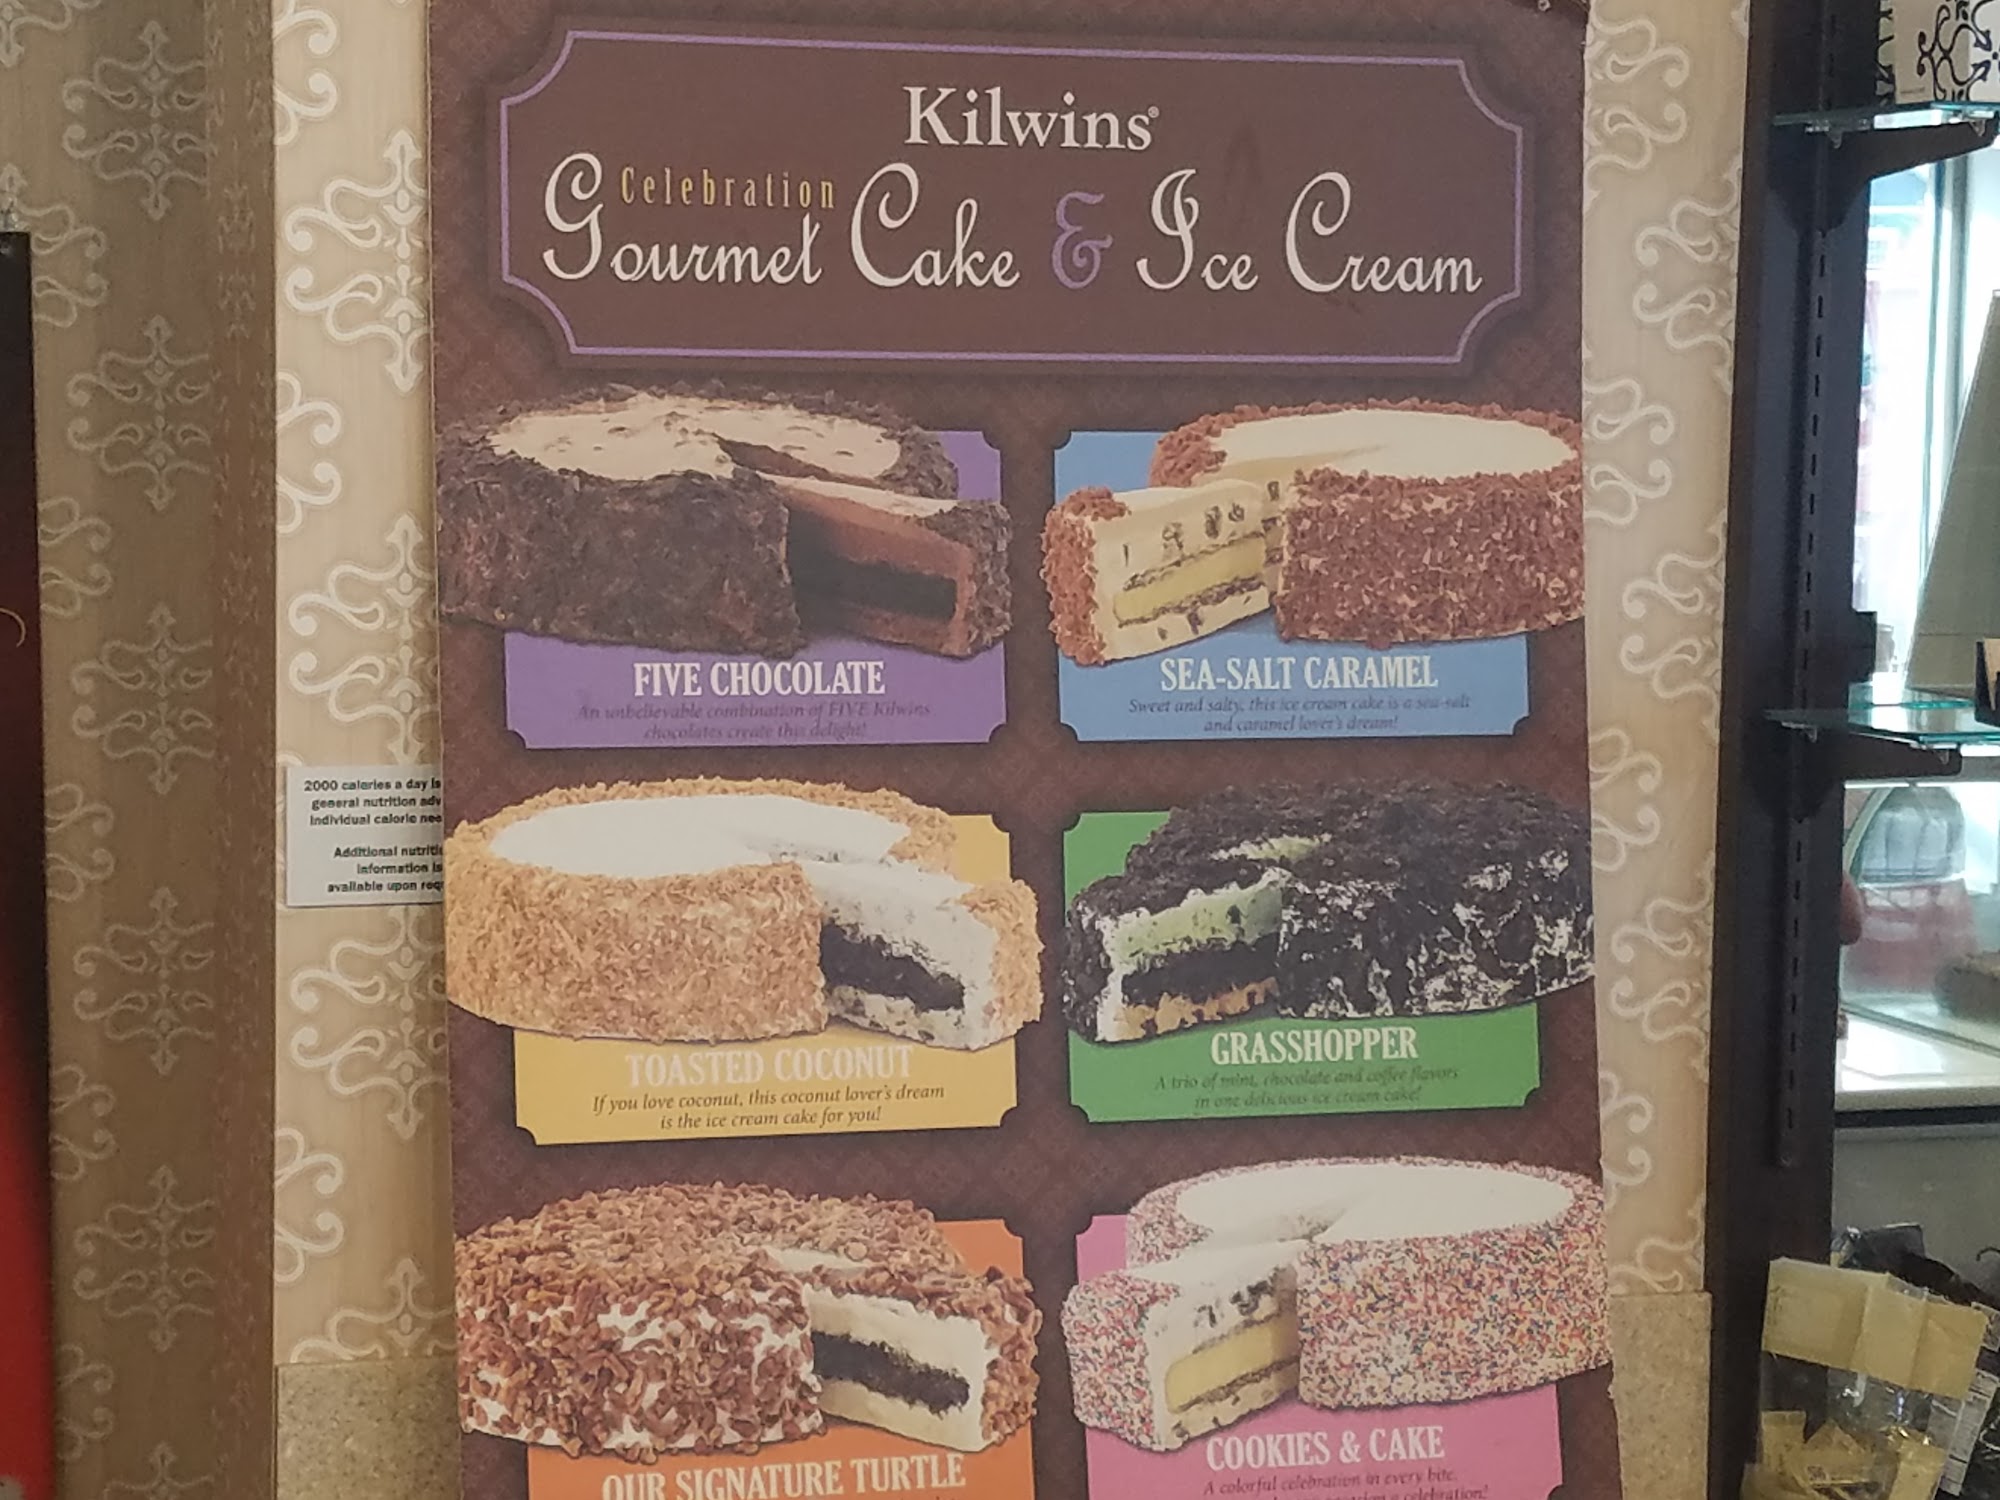 Kilwins®
Celebration
Gourmet Cake & Ice Cream
FIVE CHOCOLATE
An unbelievable combination of FIVE Kilwins
chocolates create this delight!
SEA-SALT CARAMEL
Sweet and salty, this ice cream cake is a sea-salt
and caramel lover's dream!
2000 calories a day is
general nutrition adv
individual calorie nee
Additional nutriti
information is
available upon req
TOASTED COCONUT
If you love coconut, this coconut lover's dream
is the ice cream cake for you!
GRASSHOPPER
A trio of mint, chocolate and coffee flavors
in one delicious ice cream cake!
OUR SIGNATURE TURTLE
COOKIES & CAKE
A colorful celebration in every bite,
a celebration!